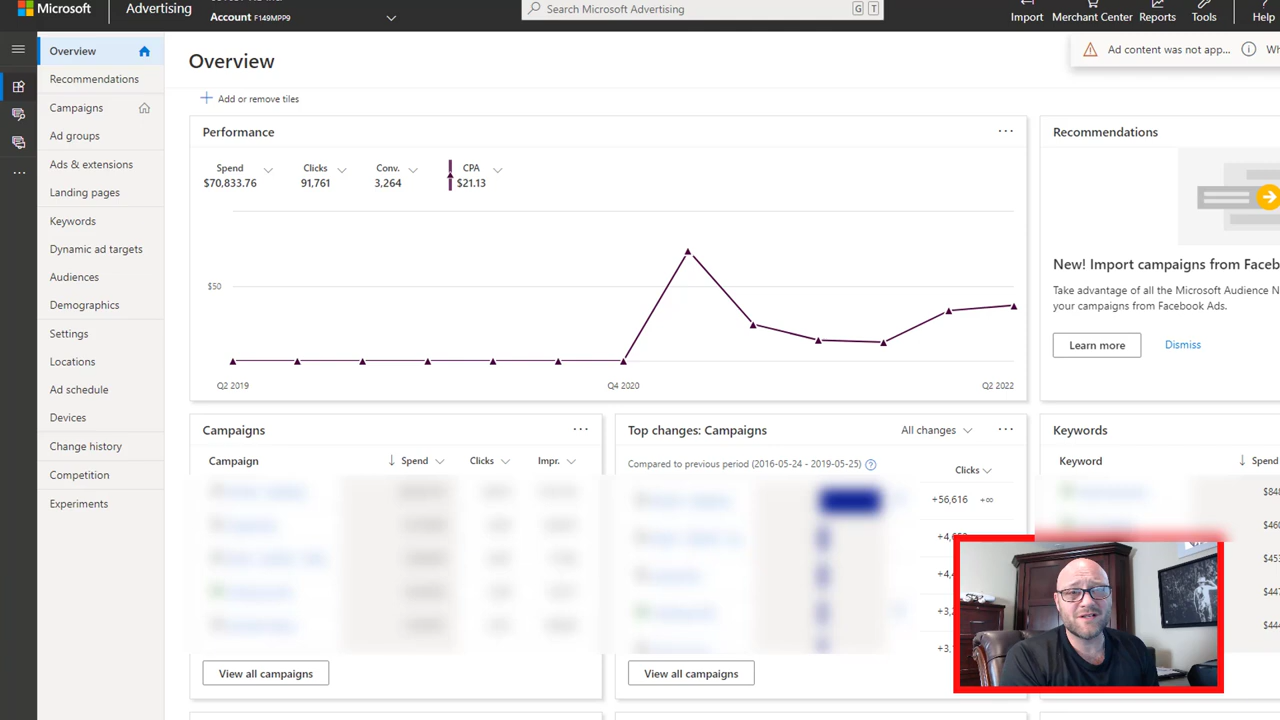 Microsoft
Advertising
Account F149MPP9
Search Microsoft Advertising
G
T
Import
Merchant Center
Reports
Tools
Help
Overview
Recommendations
Campaigns
Ad groups
Ads & extensions
Landing pages
Keywords
Dynamic ad targets
Audiences
Demographics
Settings
Locations
Ad schedule
Devices
Change history
Competition
Experiments
Overview
Ad content was not app...
Add or remove tiles
Performance
Spend
Clicks
Conv.
CPA
$70,833.76
91,761
3,264
$21.13
$50
Q2 2019
Q4 2020
Q2 2022
Recommendations
New! Import campaigns from Faceb
Take advantage of all the Microsoft Audience N
your campaigns from Facebook Ads.
Learn more
Dismiss
Campaigns
Campaign
Spend
Clicks
Impr.
View all campaigns
Top changes: Campaigns
All changes
Compared to previous period (2016-05-24 - 2019-05-25)
Clicks
+56,616 +∞
View all campaigns
Keywords
Keyword
Spend